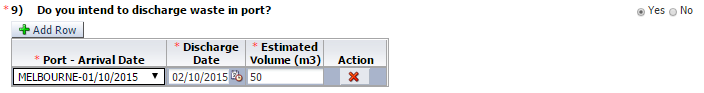 * 9) Do you intend to discharge waste in port? Yes No
Add Row
* Port - Arrival Date * Discharge Date * Estimated Volume (m3) Action
MELBOURNE-01/10/2015 02/10/2015 50